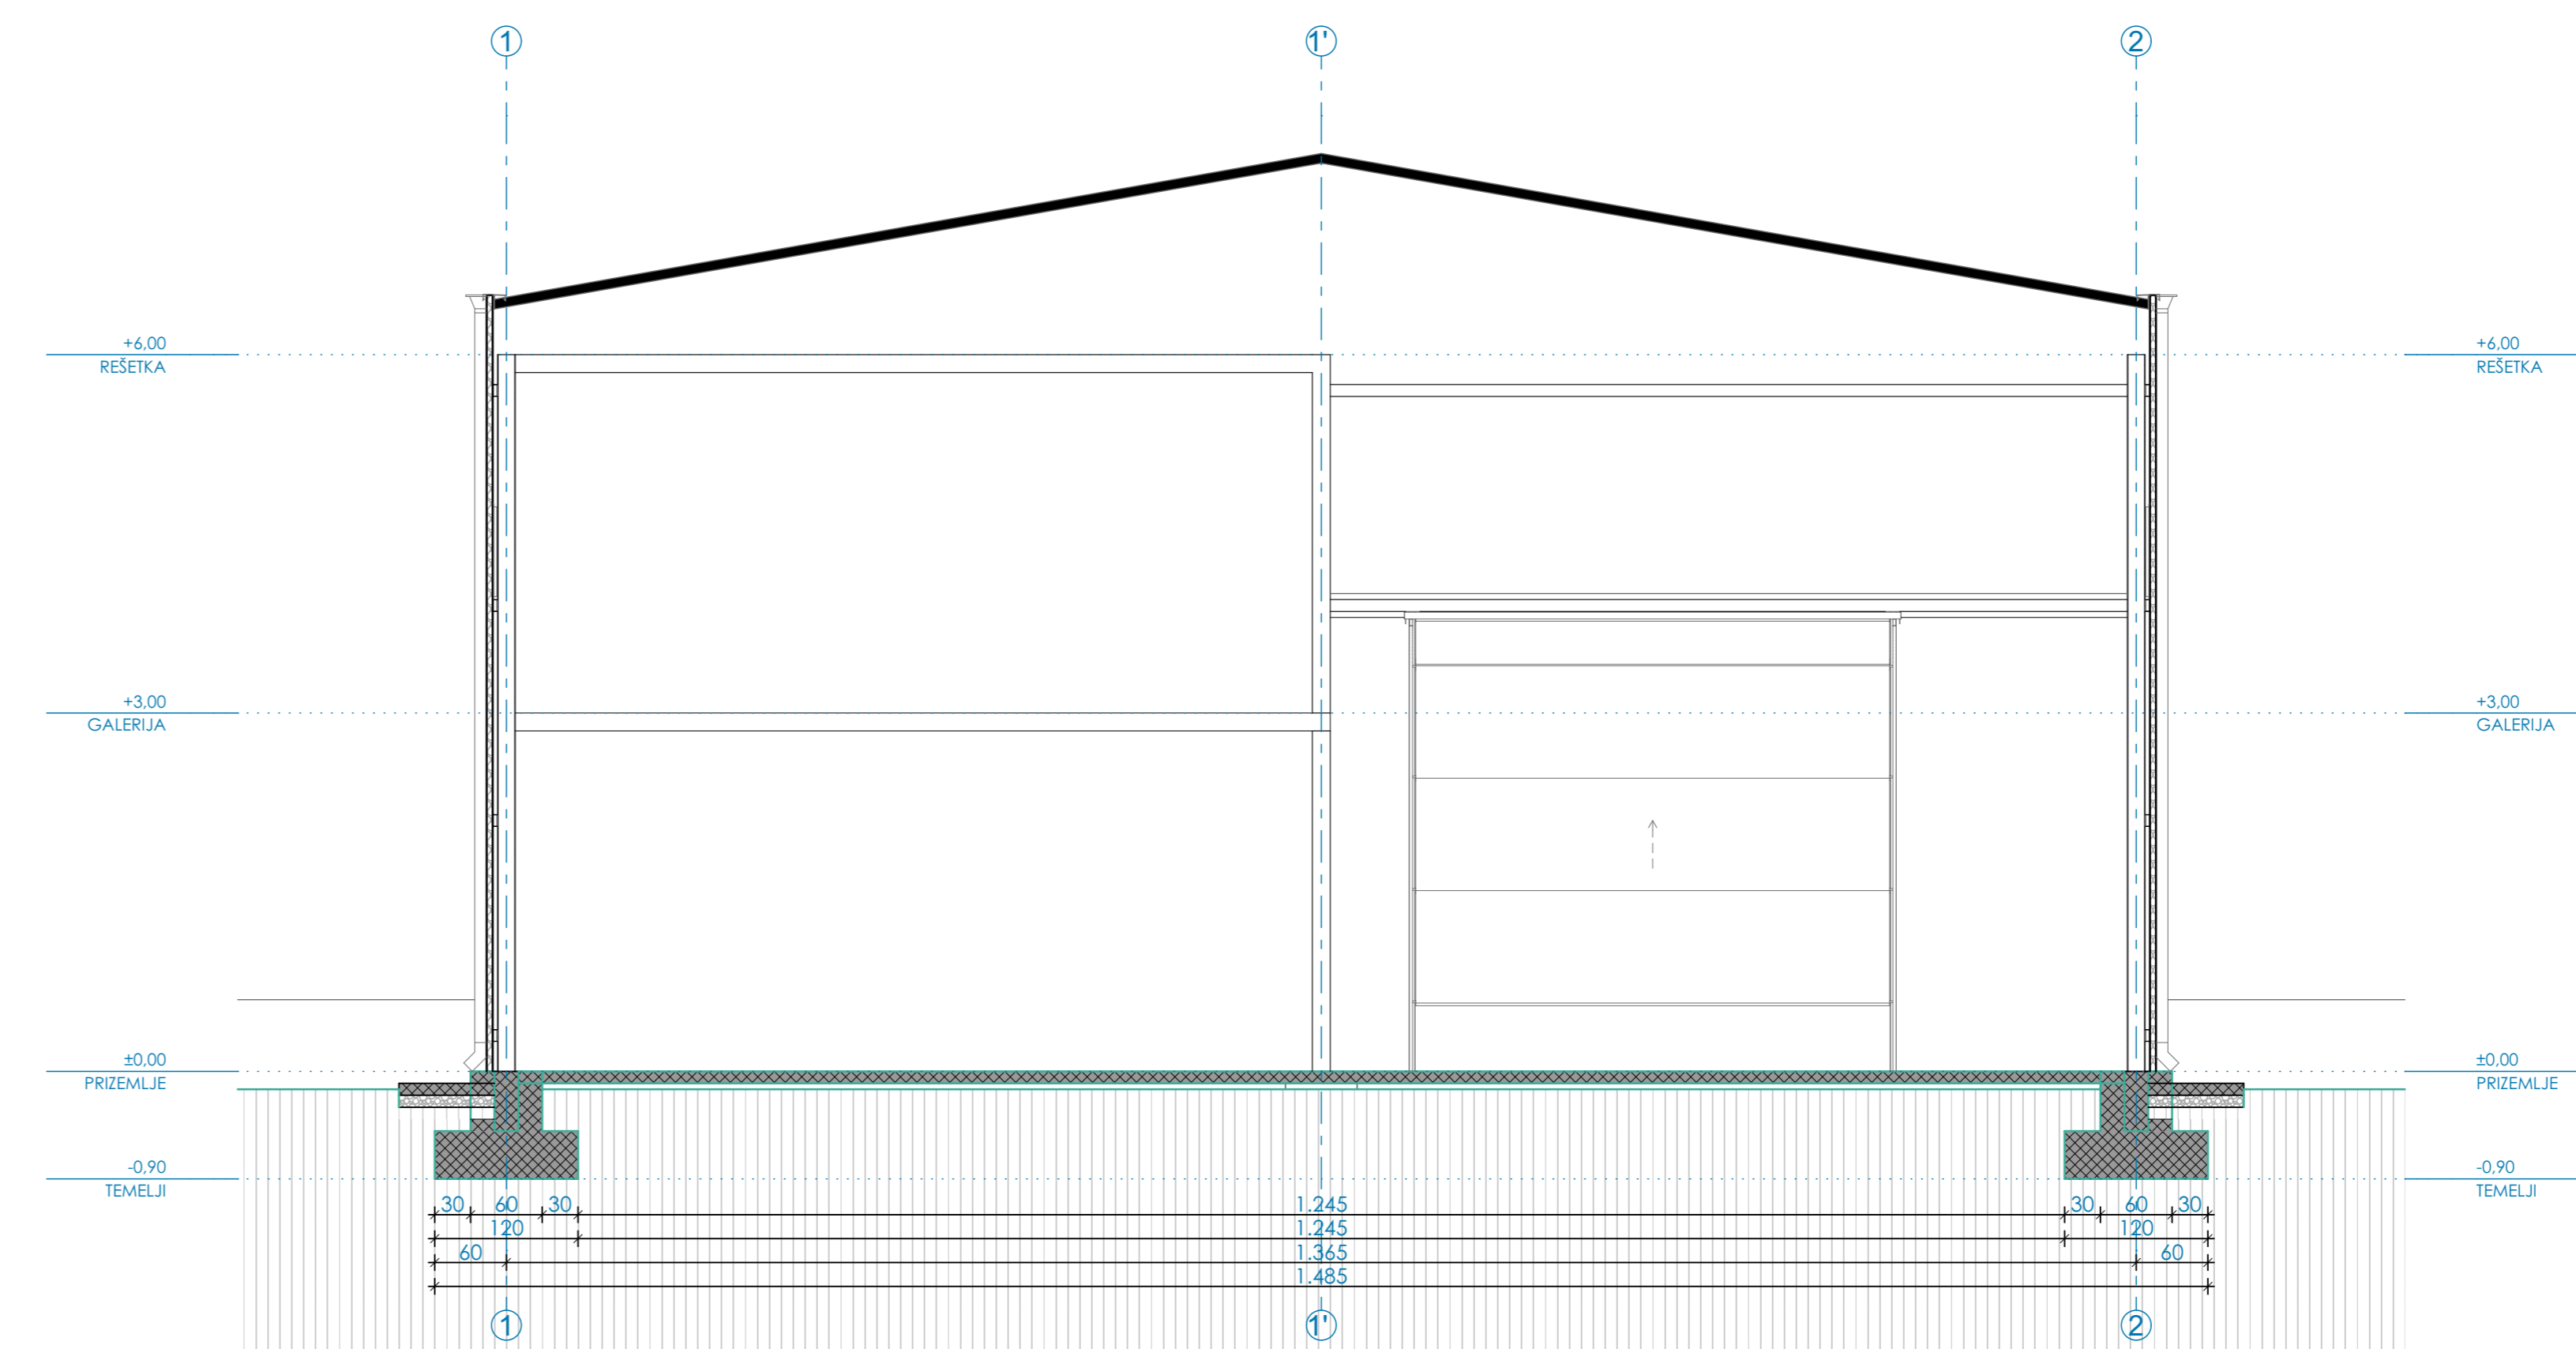 1 1' 2
+6,00 +6,00
REŠETKA REŠETKA
+3,00 +3,00
GALERIJA GALERIJA
±0,00 ±0,00
PRIZEMLJE PRIZEMLJE
-0,90 -0,90
TEMELJI TEMELJI
30 60 30 1.245 30 60 30
120 1.245 120
60 1.365 60
1.485
1 1' 2